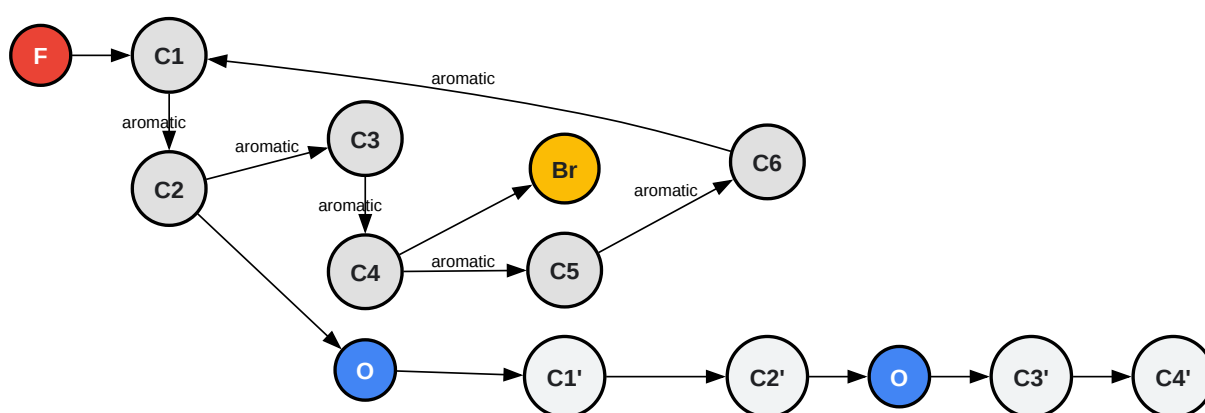 F
C1
aromatic
aromatic
C2
aromatic
C3
aromatic
Br
C6
aromatic
C4
aromatic
C5
O
C1'
C2'
O
C3'
C4'